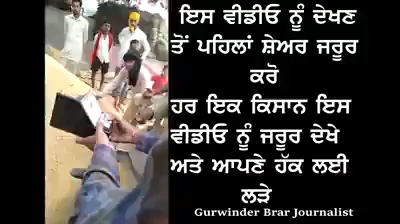 ਇਸ ਵੀਡੀਓ ਨੂੰ ਦੇਖਣ
ਤੋਂ ਪਹਿਲਾਂ ਸ਼ੇਅਰ ਜਰੂਰ
ਕਰੋ
ਹਰ ਇਕ ਕਿਸਾਨ ਇਸ
ਵੀਡੀਓ ਨੂੰ ਜਰੂਰ ਦੇਖੇ
ਅਤੇ ਆਪਣੇ ਹੱਕ ਲਈ
ਲੜੇ
Gurwinder Brar Journalist